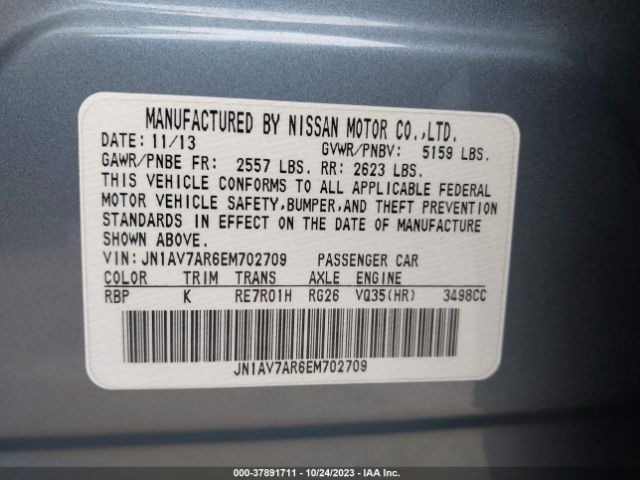 MANUFACTURED BY NISSAN MOTOR CO.,LTD.
DATE: 11/13 GVWR/PNBV: 5159 LBS.
GAWR/PNBE FR: 2557 LBS. RR: 2623 LBS.
THIS VEHICLE CONFORMS TO ALL APPLICABLE FEDERAL
MOTOR VEHICLE SAFETY,BUMPER,AND THEFT PREVENTION
STANDARDS IN EFFECT ON THE DATE OF MANUFACTURE
SHOWN ABOVE.
VIN: JN1AV7AR6EM702709 PASSENGER CAR
COLOR TRIM TRANS AXLE ENGINE
RBP K RE7R01H RG26 VQ35(HR) 3498CC
JN1AV7AR6EM702709
000-37891711 - 10/24/2023 - IAA Inc.